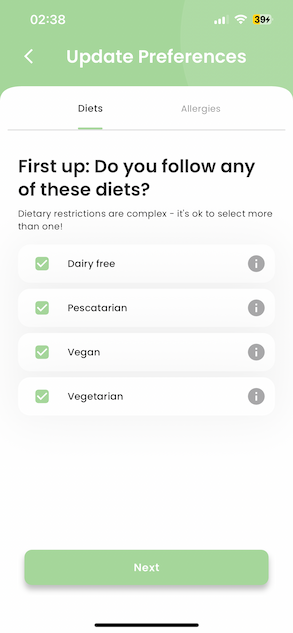 02:38
39
Update Preferences
Diets
Allergies
First up: Do you follow any
of these diets?
Dietary restrictions are complex - it's ok to select more
than one!
Dairy free
Pescatarian
Vegan
Vegetarian
Next